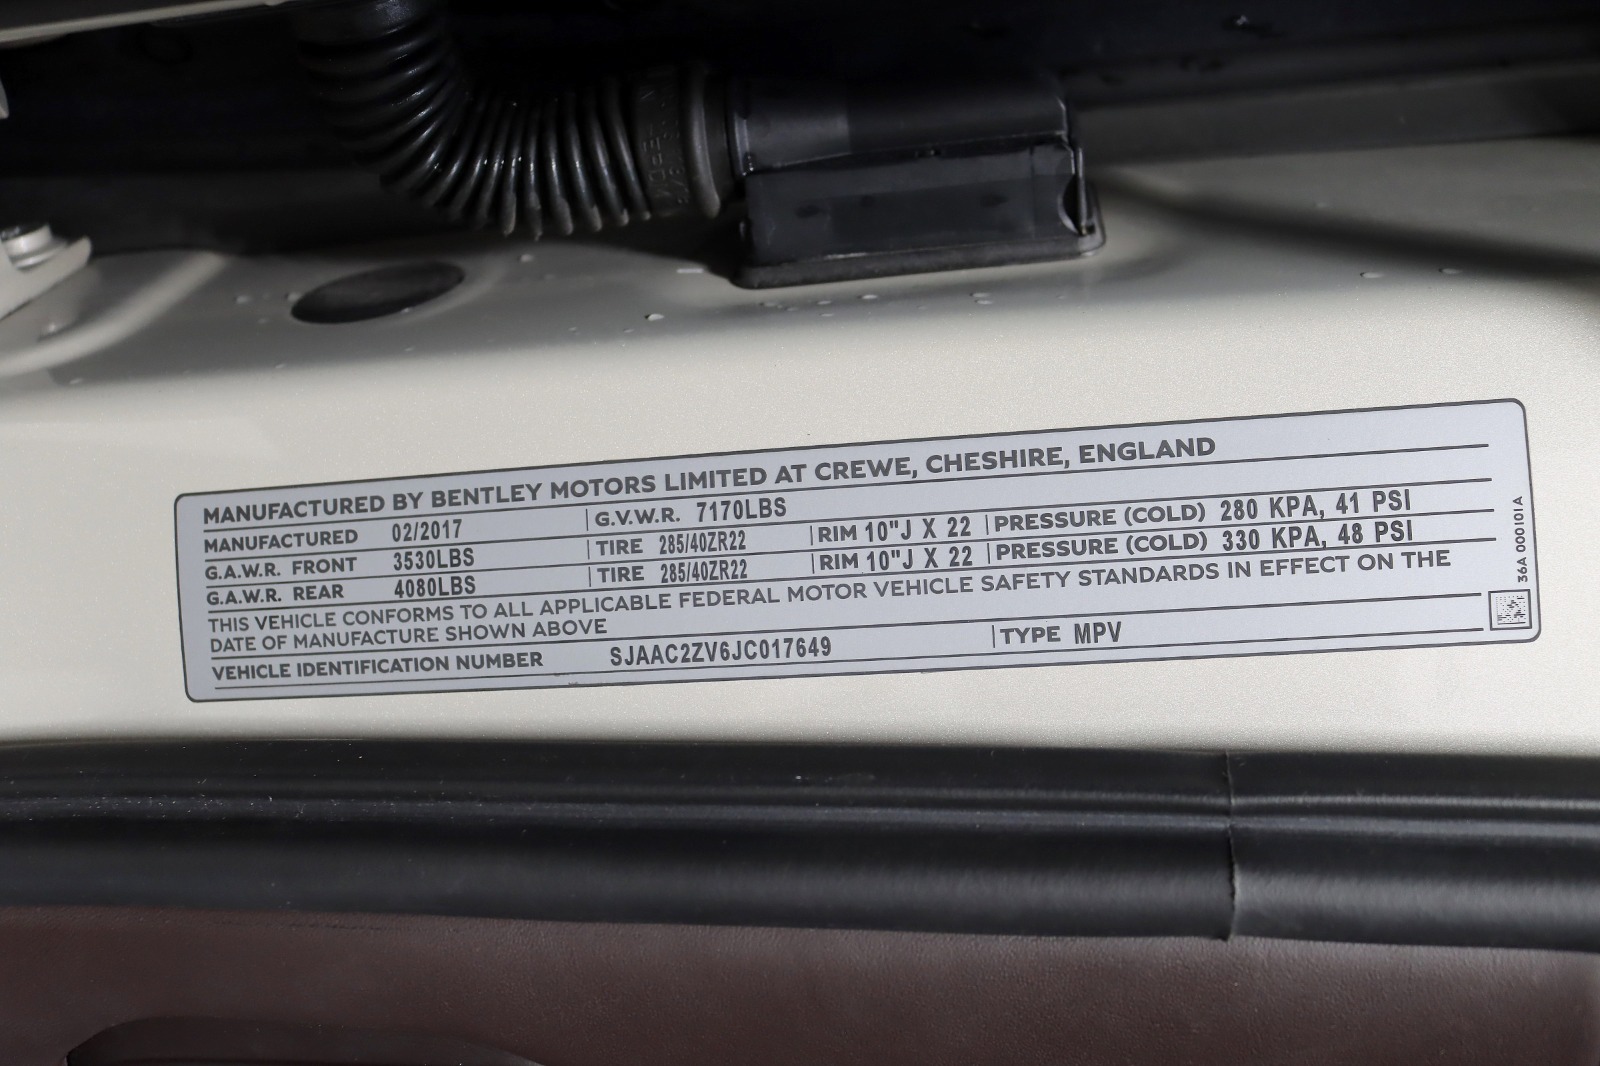 MANUFACTURED BY BENTLEY MOTORS LIMITED AT CREWE, CHESHIRE, ENGLAND
MANUFACTURED 02/2017 G.V.W.R. 7170LBS
G.A.W.R. FRONT 3530LBS TIRE 285/40ZR22 RIM 10"J X 22 PRESSURE (COLD) 280 KPA, 41 PSI
G.A.W.R. REAR 4080LBS TIRE 285/40ZR22 RIM 10"J X 22 PRESSURE (COLD) 330 KPA, 48 PSI
THIS VEHICLE CONFORMS TO ALL APPLICABLE FEDERAL MOTOR VEHICLE SAFETY STANDARDS IN EFFECT ON THE
DATE OF MANUFACTURE SHOWN ABOVE
VEHICLE IDENTIFICATION NUMBER SJAAC2ZV6JC017649 TYPE MPV
36A 000101A